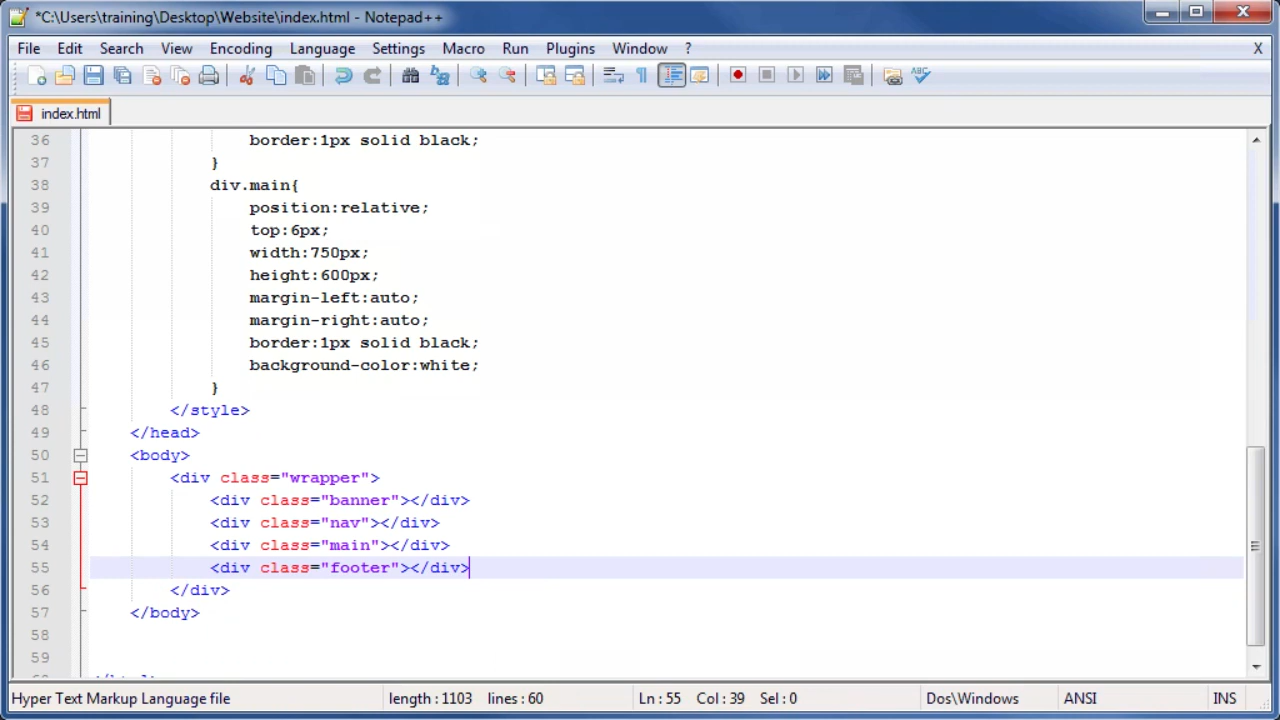 *C:\Users\training\Desktop\Website\index.html - Notepad++
File Edit Search View Encoding Language Settings Macro Run Plugins Window ? X
index.html
36 border:1px solid black;
37 }
38 div.main{
39 position:relative;
40 top:6px;
41 width:750px;
42 height:600px;
43 margin-left:auto;
44 margin-right:auto;
45 border:1px solid black;
46 background-color:white;
47 }
48 </style>
49 </head>
50 <body>
51 <div class="wrapper">
52 <div class="banner"></div>
53 <div class="nav"></div>
54 <div class="main"></div>
55 <div class="footer"></div>
56 </div>
57 </body>
58
59
Hyper Text Markup Language file length : 1103 lines : 60 Ln : 55 Col : 39 Sel : 0 Dos\Windows ANSI INS